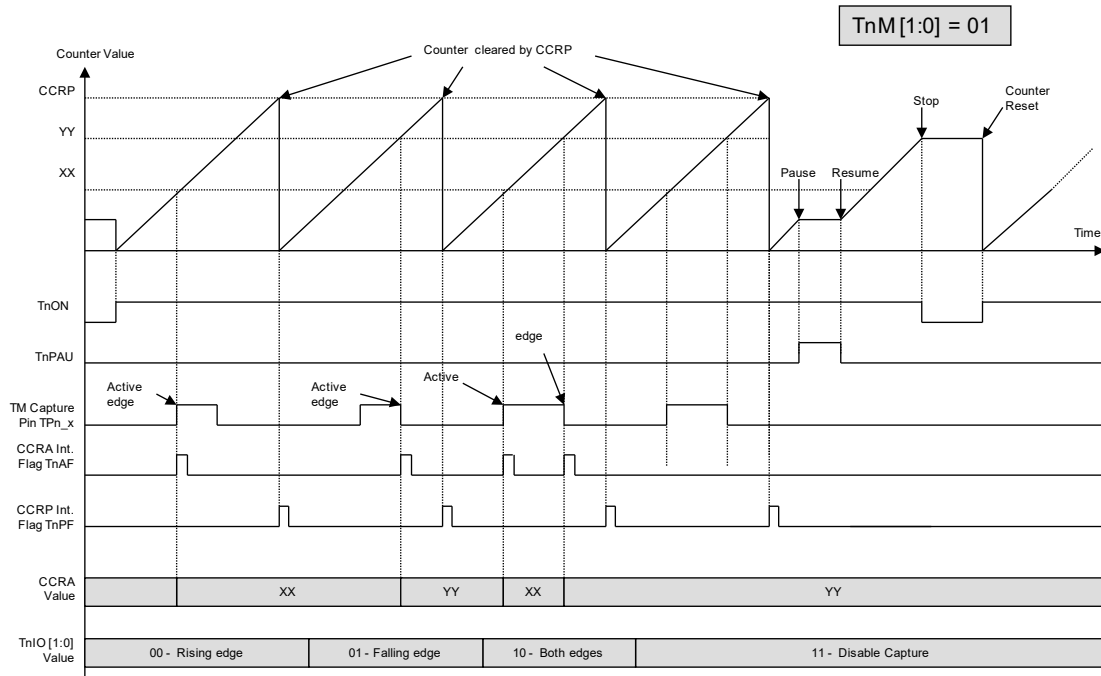 TnM [1:0] = 01
Counter Value
Counter cleared by CCRP
CCRP
YY
XX
Stop
Counter
Reset
Pause
Resume
Time
TnON
TnPAU
edge
Active
edge
Active
edge
Active
TM Capture
Pin TPn_x
CCRA Int.
Flag TnAF
CCRP Int.
Flag TnPF
CCRA
Value
XX
YY
XX
YY
TnIO [1:0]
Value
00 - Rising edge
01 - Falling edge
10 - Both edges
11 - Disable Capture